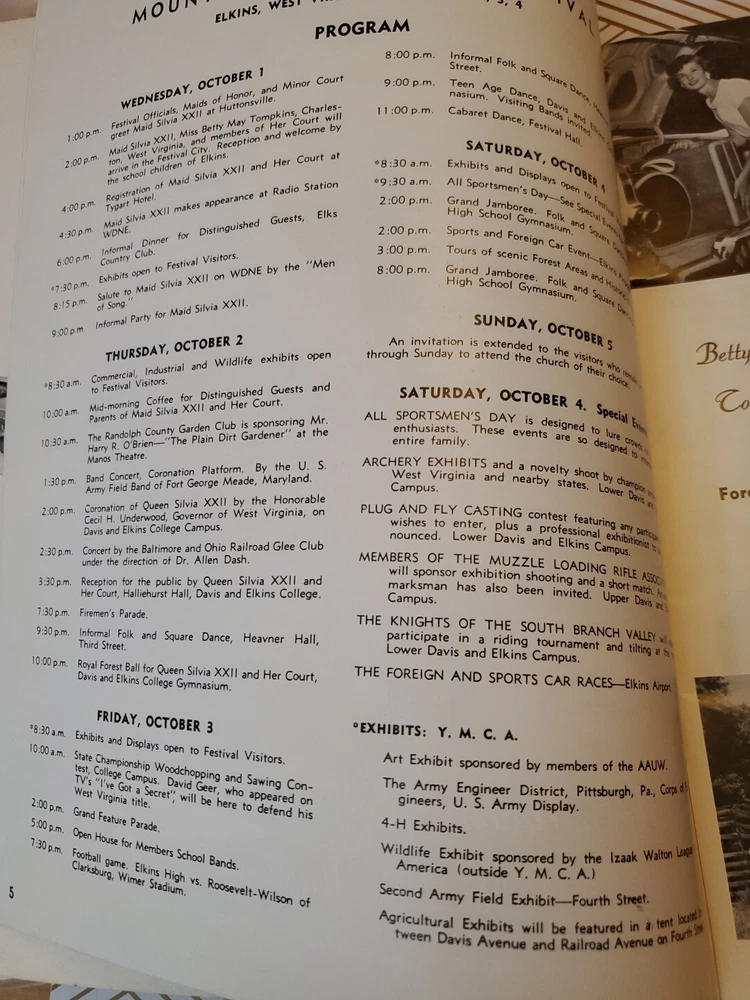 MOUN
IVAL
ELKINS, WEST
3, 4
PROGRAM
WEDNESDAY, OCTOBER 1
1:00 p.m. Festival Officials, Maids of Honor, and Minor Court
greet Maid Silvia XXII at Huttonsville.
2:00 p.m. Maid Silvia XXII, Miss Betty May Tompkins, Charles-
ton, West Virginia, and members of Her Court will
arrive in the Festival City. Reception and welcome by
the school children of Elkins.
4:00 p.m. Registration of Maid Silvia XXII and Her Court at
Tygart Hotel.
4:30 p.m. Maid Silvia XXII makes appearance at Radio Station
WDNE.
6:00 p.m. Informal Dinner for Distinguished Guests, Elks
Country Club.
*7:30 p.m. Exhibits open to Festival Visitors.
8:15 p.m. Salute to Maid Silvia XXII on WDNE by the "Men
of Song."
9:00 p.m. Informal Party for Maid Silvia XXII.
THURSDAY, OCTOBER 2
*8:30 a.m. Commercial, Industrial and Wildlife exhibits open
to Festival Visitors.
10:00 a.m. Mid-morning Coffee for Distinguished Guests and
Parents of Maid Silvia XXII and Her Court.
10:30 a.m. The Randolph County Garden Club is sponsoring Mr.
Harry R. O'Brien—"The Plain Dirt Gardener" at the
Manos Theatre.
1:30 p.m. Band Concert, Coronation Platform. By the U. S.
Army Field Band of Fort George Meade, Maryland.
2:00 p.m. Coronation of Queen Silvia XXII by the Honorable
Cecil H. Underwood, Governor of West Virginia, on
Davis and Elkins College Campus.
2:30 p.m. Concert by the Baltimore and Ohio Railroad Glee Club
under the direction of Dr. Allen Dash.
3:30 p.m. Reception for the public by Queen Silvia XXII and
Her Court, Halliehurst Hall, Davis and Elkins College.
7:30 p.m. Firemen's Parade.
9:30 p.m. Informal Folk and Square Dance, Heavner Hall,
Third Street.
10:00 p.m. Royal Forest Ball for Queen Silvia XXII and Her Court,
Davis and Elkins College Gymnasium.
FRIDAY, OCTOBER 3
*8:30 a.m. Exhibits and Displays open to Festival Visitors.
10:00 a.m. State Championship Woodchopping and Sawing Con-
test, College Campus. David Geer, who appeared on
TV's "I've Got a Secret", will be here to defend his
West Virginia title.
2:00 p.m. Grand Feature Parade.
5:00 p.m. Open House for Members School Bands.
7:30 p.m. Football game. Elkins High vs. Roosevelt-Wilson of
Clarksburg, Wimer Stadium.
5
8:00 p.m. Informal Folk and Square Dance,
Street.
9:00 p.m. Teen Age Dance, Davis and
nasium. Visiting Bands invited.
11:00 p.m. Cabaret Dance, Festival Hall.
SATURDAY, OCTOBER 4
*8:30 a.m. Exhibits and Displays open to
*9:30 a.m. All Sportsmen's Day—See Special
2:00 p.m. Grand Jamboree. Folk and Square
High School Gymnasium.
2:00 p.m. Sports and Foreign Car Event—Elkins
3:00 p.m. Tours of scenic Forest Areas and
8:00 p.m. Grand Jamboree. Folk and Square
High School Gymnasium.
SUNDAY, OCTOBER 5
An invitation is extended to the visitors who
through Sunday to attend the church of their choice.
SATURDAY, OCTOBER 4. Special
ALL SPORTSMEN'S DAY is designed to lure
enthusiasts. These events are so designed to
entire family.
ARCHERY EXHIBITS and a novelty shoot by champion
West Virginia and nearby states. Lower Davis
Campus.
PLUG AND FLY CASTING contest featuring any
wishes to enter, plus a professional exhibitionist
nounced. Lower Davis and Elkins Campus.
MEMBERS OF THE MUZZLE LOADING RIFLE
will sponsor exhibition shooting and a short match.
marksman has also been invited. Upper Davis
Campus.
THE KNIGHTS OF THE SOUTH BRANCH VALLEY
participate in a riding tournament and tilting at
Lower Davis and Elkins Campus.
THE FOREIGN AND SPORTS CAR RACES—Elkins Airport.
*EXHIBITS: Y. M. C. A.
Art Exhibit sponsored by members of the AAUW.
The Army Engineer District, Pittsburgh, Pa., Corps of
gineers, U. S. Army Display.
4-H Exhibits.
Wildlife Exhibit sponsored by the Izaak Walton League
America (outside Y. M. C. A.)
Second Army Field Exhibit—Fourth Street.
Agricultural Exhibits will be featured in a tent
tween Davis Avenue and Railroad Avenue on Fourth
Betty